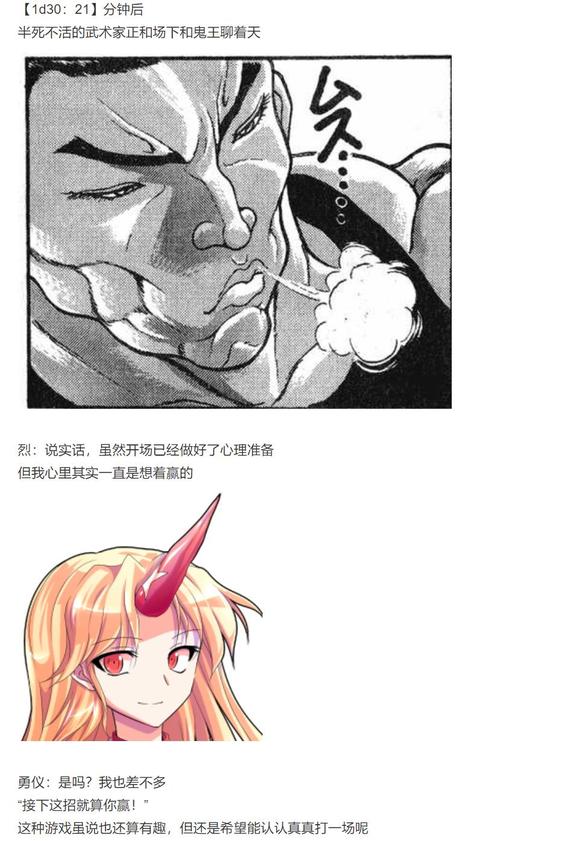 【1d30：21】分钟后
半死不活的武术家正和场下和鬼王聊着天
ムス…
烈：说实话，虽然开场已经做好了心理准备
但我心里其实一直是想着赢的
勇仪：是吗？我也差不多
“接下这招就算你赢！”
这种游戏虽说也还算有趣，但还是希望能认认真真打一场呢